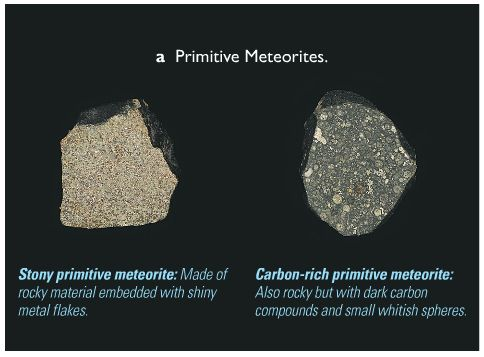 a Primitive Meteorites.
Stony primitive meteorite: Made of
rocky material embedded with shiny
metal flakes.
Carbon-rich primitive meteorite:
Also rocky but with dark carbon
compounds and small whitish spheres.